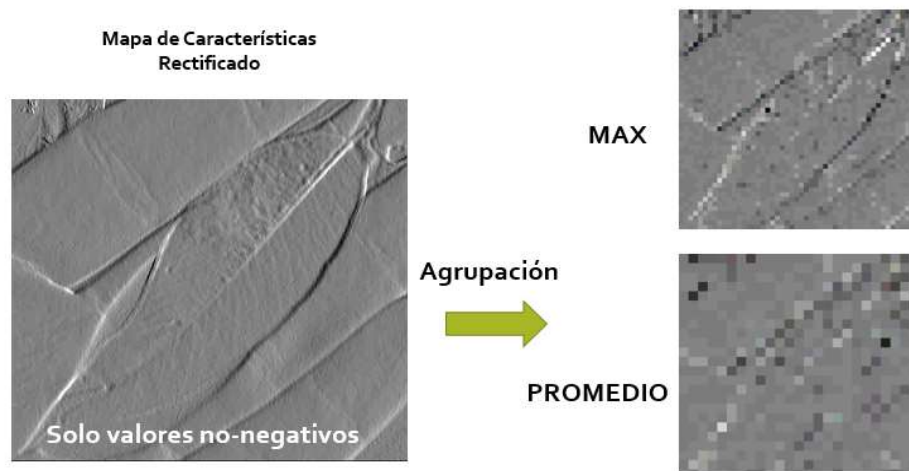 Mapa de Características
Rectificado
MAX
Agrupación
PROMEDIO
Solo valores no-negativos